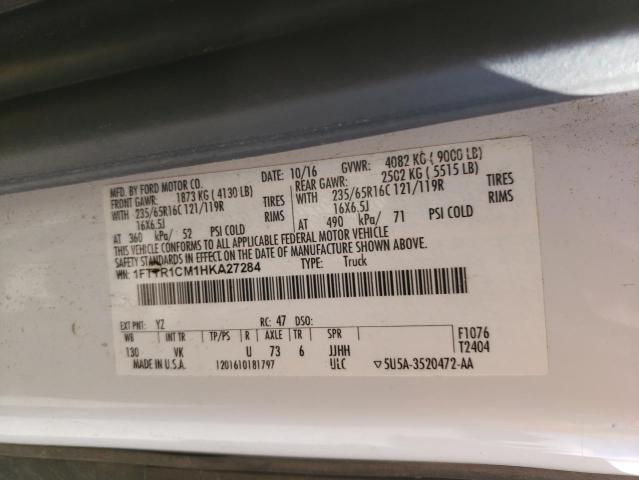 MFD. BY FORD MOTOR CO. 10/16 GVWR: 4082 KG ( 9000 LB)
FRONT GAWR: 1873 KG ( 4130 LB) REAR GAWR: 2502 KG ( 5515 LB)
WITH 235/65R16C 121/119R TIRES WITH 235/65R16C 121/119R TIRES
16X6.5J RIMS 16X6.5J RIMS
AT 360 kPa/ 52 PSI COLD AT 490 kPa/ 71 PSI COLD
THIS VEHICLE CONFORMS TO ALL APPLICABLE FEDERAL MOTOR VEHICLE
SAFETY STANDARDS IN EFFECT ON THE DATE OF MANUFACTURE SHOWN ABOVE.
VIN: 1FTYR1CM1HKA27284 TYPE: Truck
EXT PNT: YZ RC: 47 DSO:
WB INT TR TP/PS R AXLE TR SPR F1076
130 VK U 73 6 JJHH T2404
MADE IN U.S.A. 1201610181797 ULC 5U5A-3520472-AA